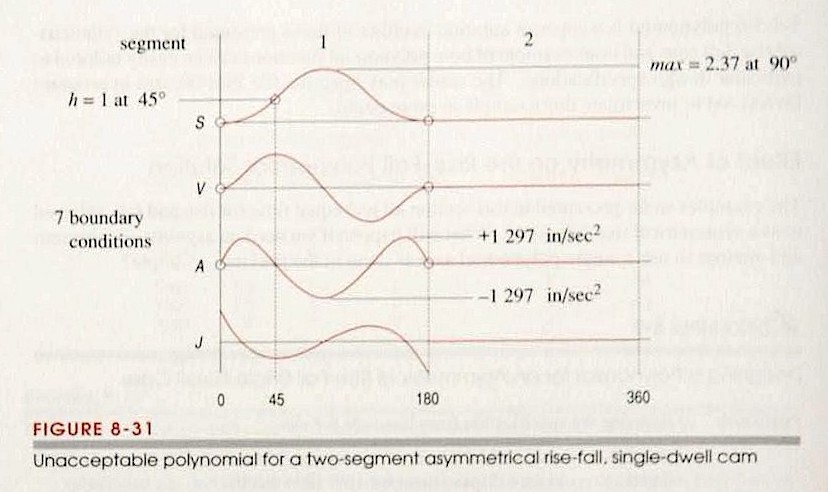 segment 1 2
max = 2.37 at 90°
h = 1 at 45°
S
V
7 boundary
conditions
+1 297 in/sec²
A
–1 297 in/sec²
J
0 45 180 360
FIGURE 8-31
Unacceptable polynomial for a two-segment asymmetrical rise-fall, single-dwell cam